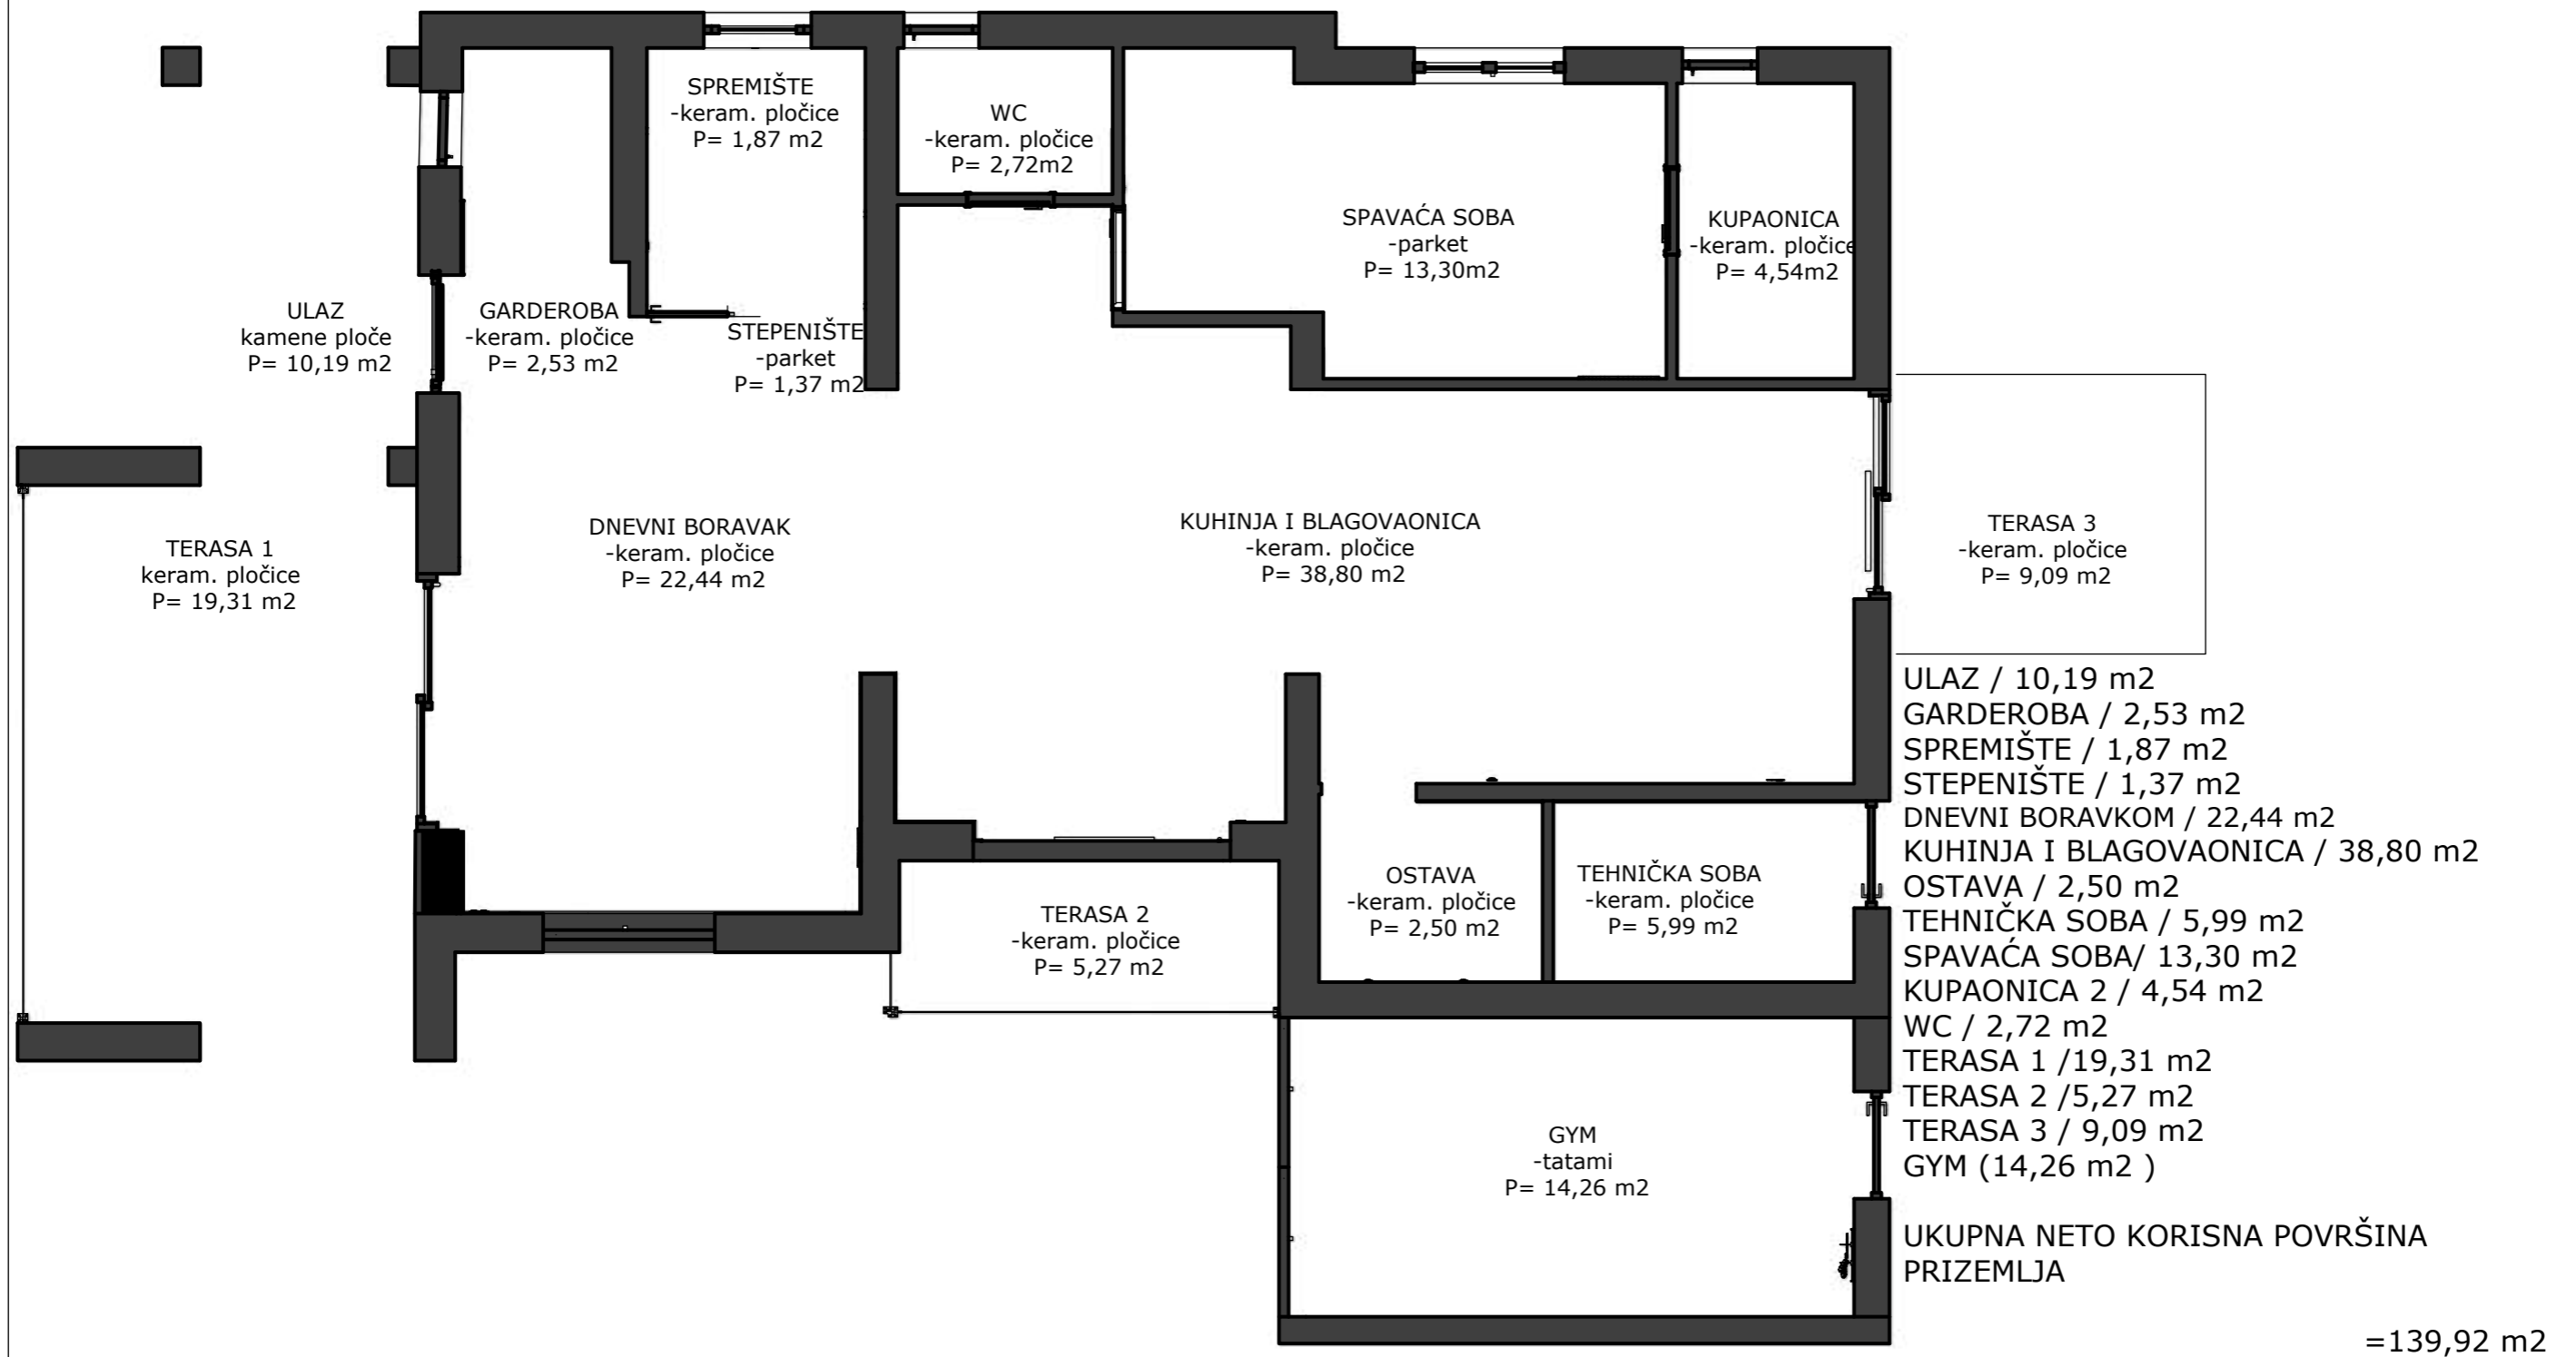 SPREMIŠTE
-keram. pločice
P= 1,87 m2
WC
-keram. pločice
P= 2,72m2
SPAVAĆA SOBA
-parket
P= 13,30m2
KUPAONICA
-keram. pločice
P= 4,54m2
ULAZ
kamene ploče
P= 10,19 m2
GARDEROBA
-keram. pločice
P= 2,53 m2
STEPENIŠTE
-parket
P= 1,37 m2
TERASA 1
keram. pločice
P= 19,31 m2
DNEVNI BORAVAK
-keram. pločice
P= 22,44 m2
KUHINJA I BLAGOVAONICA
-keram. pločice
P= 38,80 m2
TERASA 3
-keram. pločice
P= 9,09 m2
TERASA 2
-keram. pločice
P= 5,27 m2
OSTAVA
-keram. pločice
P= 2,50 m2
TEHNIČKA SOBA
-keram. pločice
P= 5,99 m2
GYM
-tatami
P= 14,26 m2
ULAZ / 10,19 m2
GARDEROBA / 2,53 m2
SPREMIŠTE / 1,87 m2
STEPENIŠTE / 1,37 m2
DNEVNI BORAVKOM / 22,44 m2
KUHINJA I BLAGOVAONICA / 38,80 m2
OSTAVA / 2,50 m2
TEHNIČKA SOBA / 5,99 m2
SPAVAĆA SOBA/ 13,30 m2
KUPAONICA 2 / 4,54 m2
WC / 2,72 m2
TERASA 1 /19,31 m2
TERASA 2 /5,27 m2
TERASA 3 / 9,09 m2
GYM (14,26 m2 )
UKUPNA NETO KORISNA POVRŠINA
PRIZEMLJA
=139,92 m2